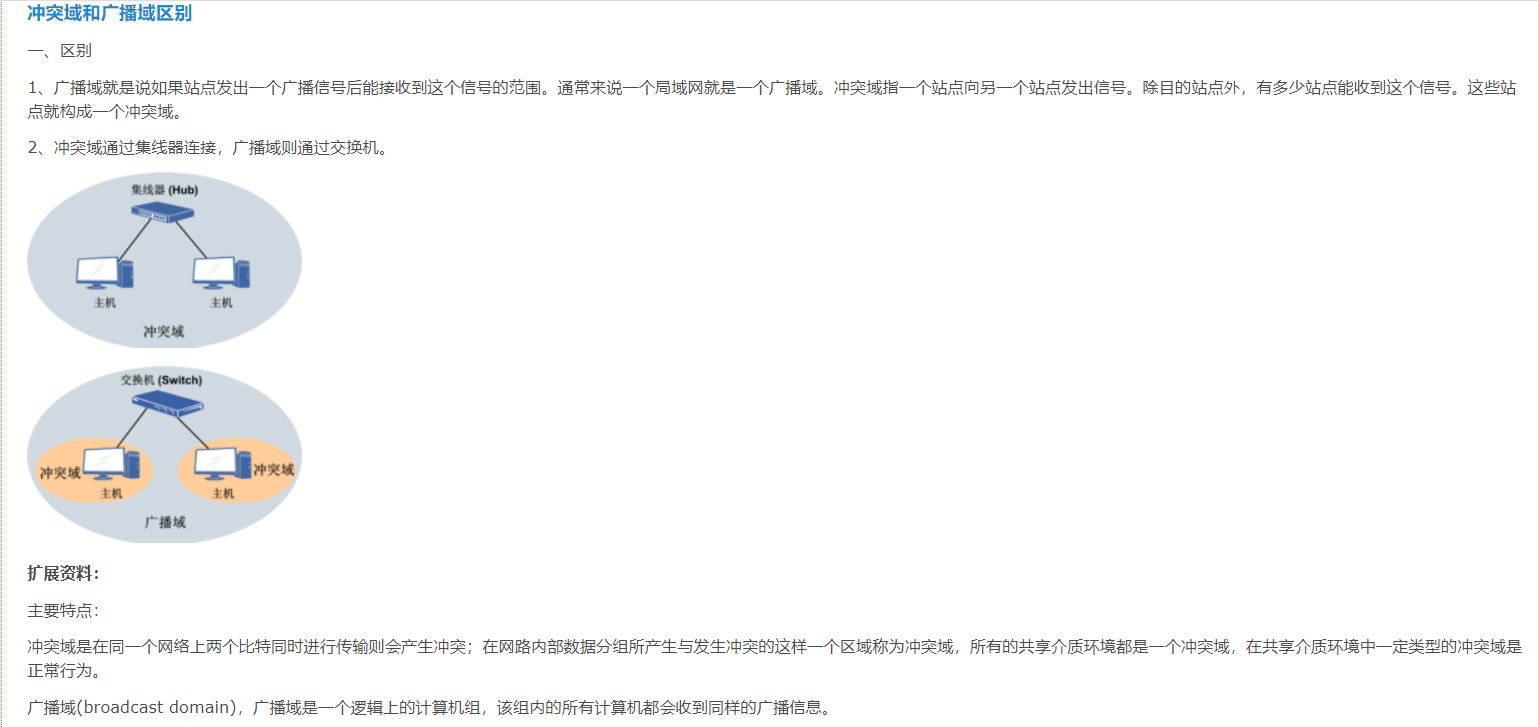 冲突域和广播域区别
一、区别
1、广播域就是说如果站点发出一个广播信号后能接收到这个信号的范围。通常来说一个局域网就是一个广播域。冲突域指一个站点向另一个站点发出信号。除目的站点外，有多少站点能收到这个信号。这些站
点就构成一个冲突域。
2、冲突域通过集线器连接，广播域则通过交换机。
集线器 (Hub)
主机
主机
冲突域
交换机 (Switch)
冲突域
冲突域
主机
主机
广播域
扩展资料：
主要特点：
冲突域是在同一个网络上两个比特同时进行传输则会产生冲突；在网路内部数据分组所产生与发生冲突的这样一个区域称为冲突域，所有的共享介质环境都是一个冲突域，在共享介质环境中一定类型的冲突域是
正常行为。
广播域(broadcast domain)，广播域是一个逻辑上的计算机组，该组内的所有计算机都会收到同样的广播信息。